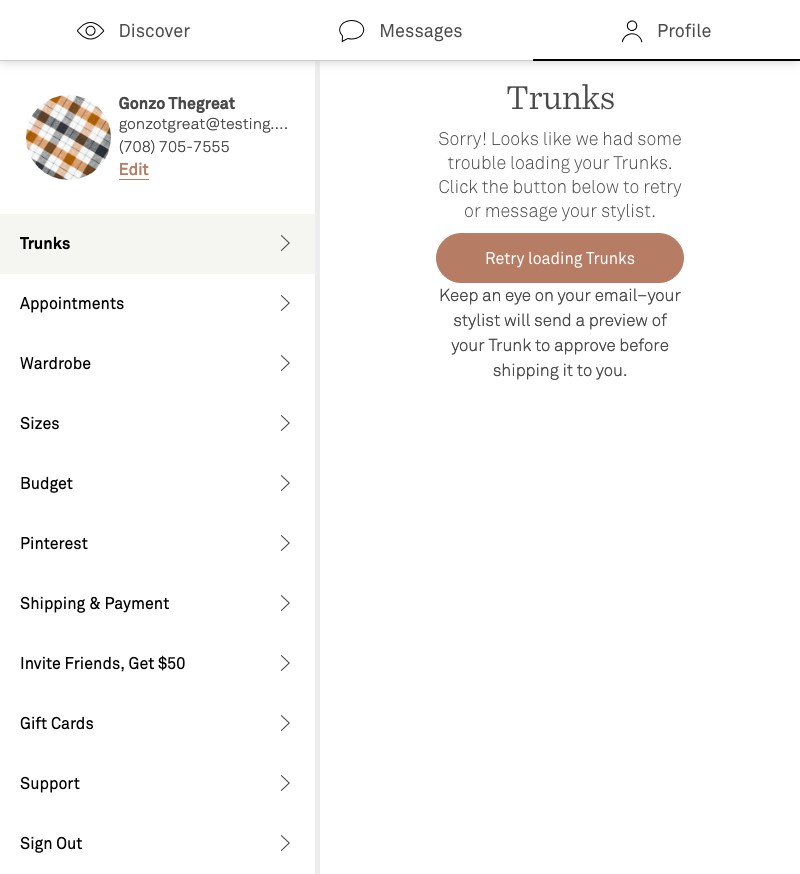 Discover
Messages
Profile
Gonzo Thegreat
gonzotgreat@testing....
(708) 705-7555
Edit
Trunks
Appointments
Wardrobe
Sizes
Budget
Pinterest
Shipping & Payment
Invite Friends, Get $50
Gift Cards
Support
Sign Out
Trunks
Sorry! Looks like we had some
trouble loading your Trunks.
Click the button below to retry
or message your stylist.
Retry loading Trunks
Keep an eye on your email–your
stylist will send a preview of
your Trunk to approve before
shipping it to you.